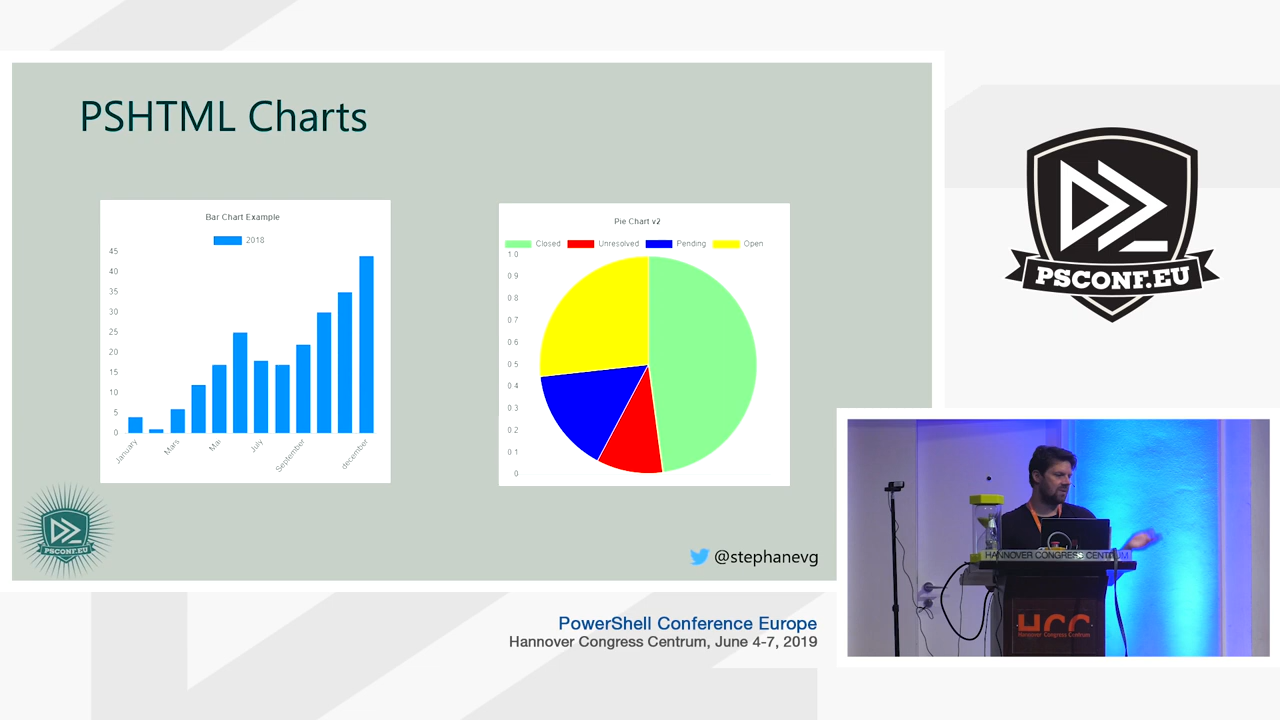 PSHTML Charts
Bar Chart Example
2018
45
40
35
30
25
20
15
10
5
0
January
Mars
Mai
July
September
december
Pie Chart v2
Closed Unresolved Pending Open
1 0
0 9
0 8
0 7
0 6
0 5
0 4
0 3
0 2
0 1
0
PSCONF.EU
@stephanevg
PSCONF.EU
HANNOVER CONGRESS CENTRUM
HCC
Hannover Congress Centrum
PowerShell Conference Europe
Hannover Congress Centrum, June 4-7, 2019